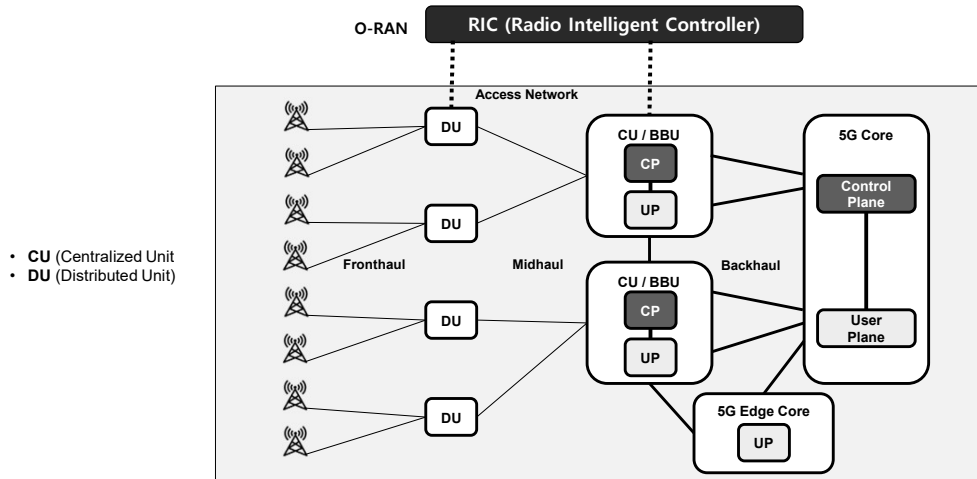 O-RAN
RIC (Radio Intelligent Controller)
Access Network
DU
CU / BBU
CP
UP
5G Core
Control
Plane
DU
• CU (Centralized Unit
• DU (Distributed Unit)
Fronthaul
Midhaul
Backhaul
CU / BBU
CP
UP
DU
User
Plane
DU
5G Edge Core
UP